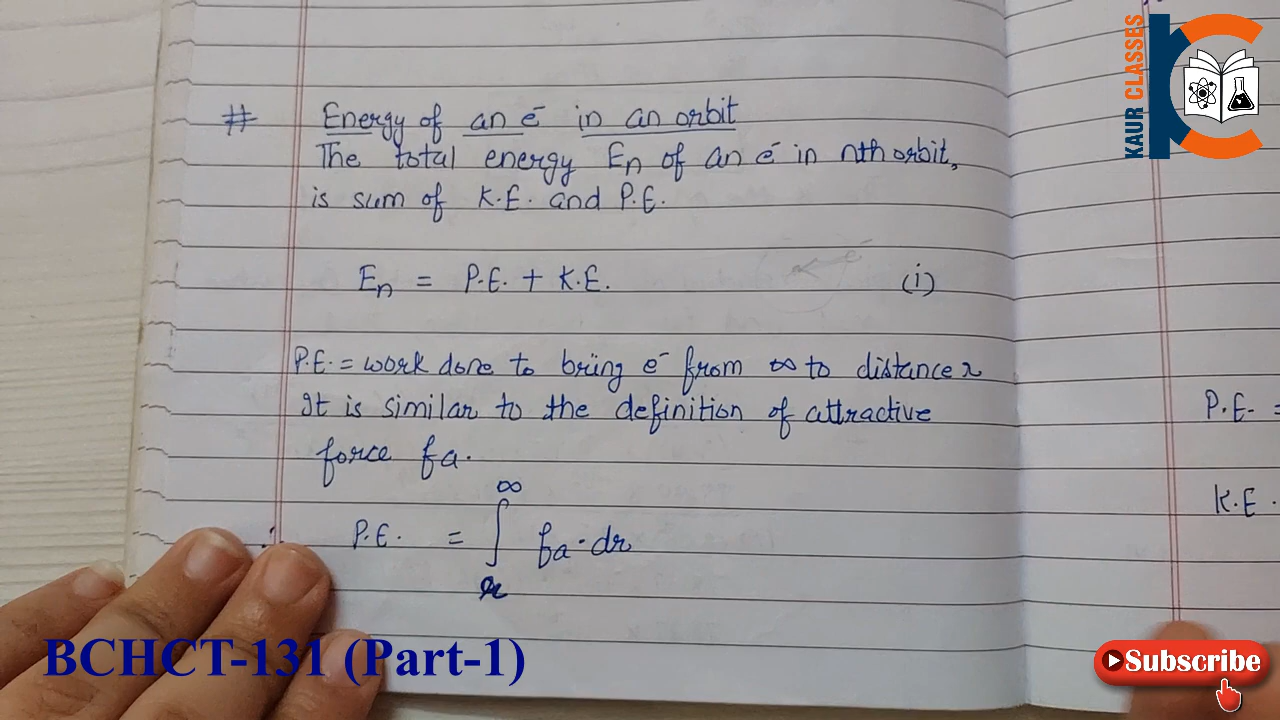 # Energy of an e⁻ in an orbit
The total energy En of an e⁻ in nth orbit,
is sum of K.E. and P.E.
En = P.E. + K.E. (i)
P.E. = work done to bring e⁻ from ∞ to distance r
It is similar to the definition of attractive
force fa.
∞
P.E. = ∫ fa · dr
r
P.E. =
K.E.
KAUR CLASSES
BCHCT-131 (Part-1)
Subscribe